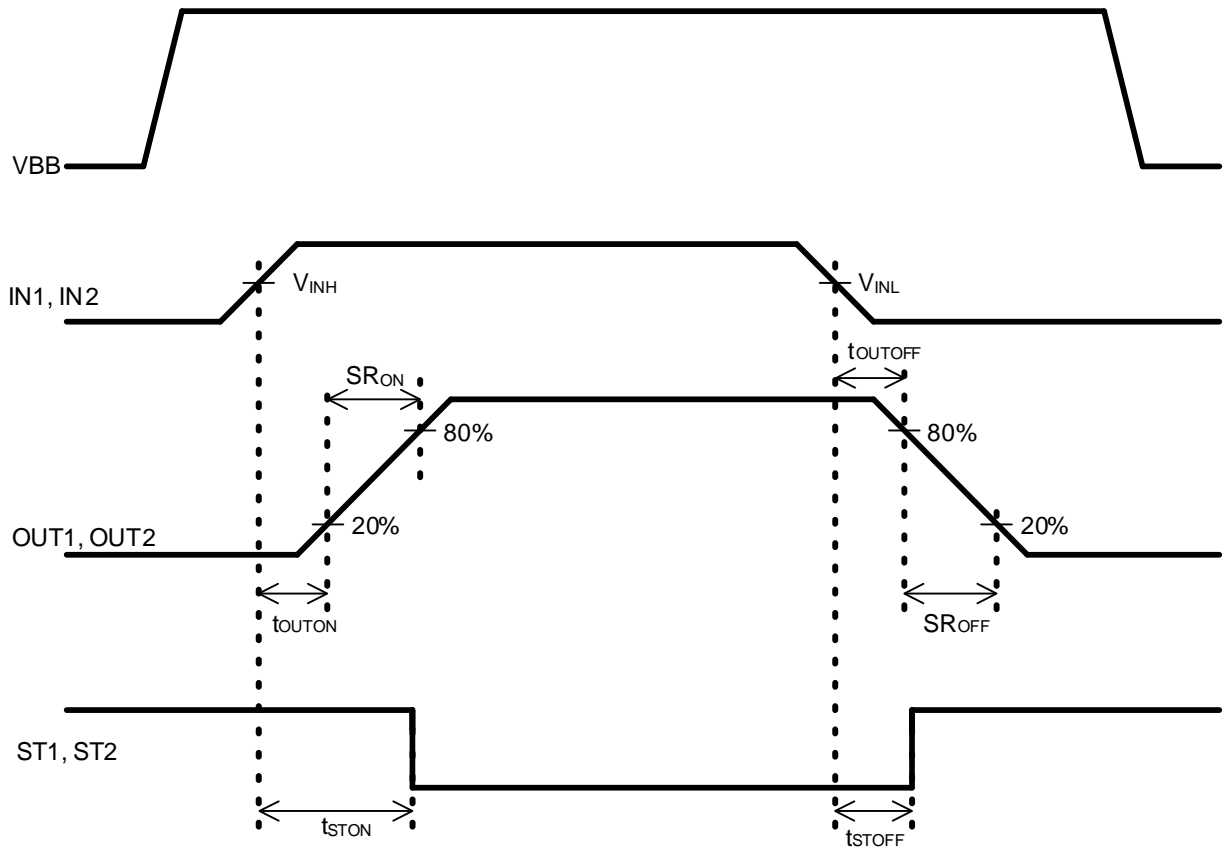 VBB
IN1, IN2
VINH
VINL
tOUTOFF
SRON
80%
80%
20%
20%
OUT1, OUT2
tOUTON
SROFF
ST1, ST2
tSTON
tSTOFF